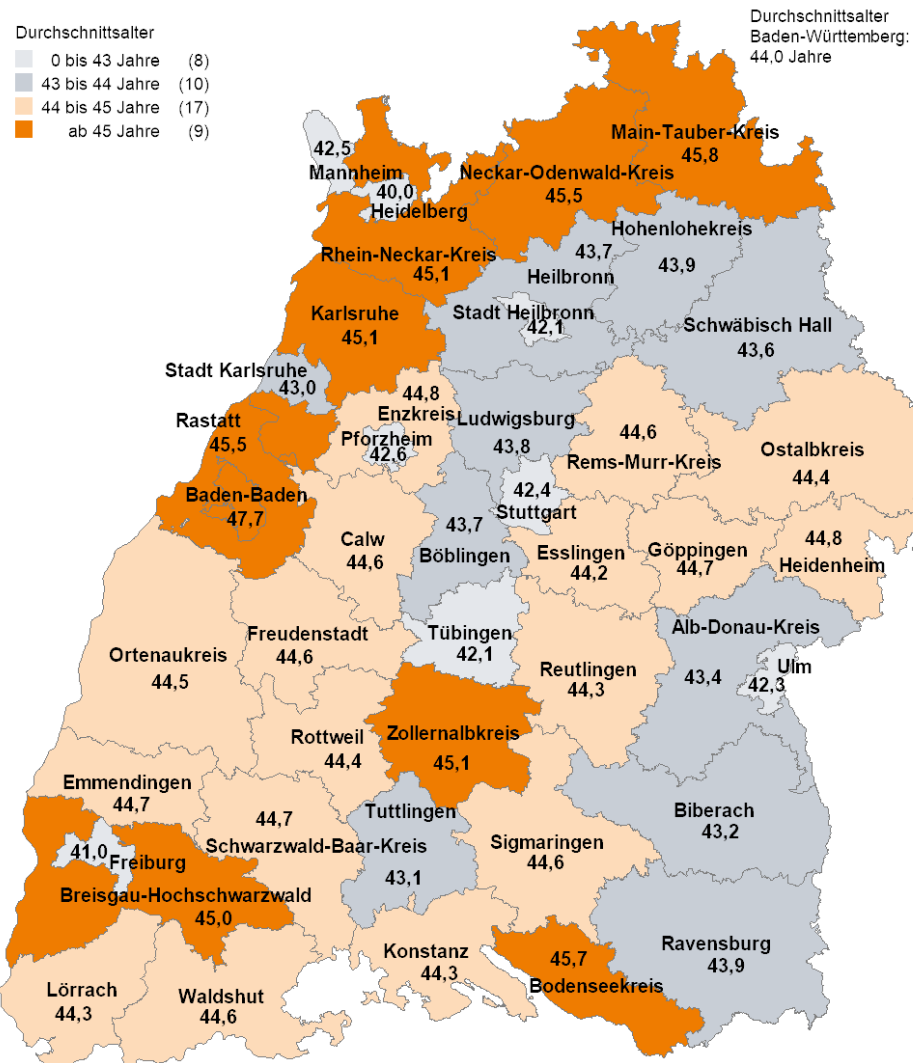 Durchschnittsalter
0 bis 43 Jahre (8)
43 bis 44 Jahre (10)
44 bis 45 Jahre (17)
ab 45 Jahre (9)
Durchschnittsalter
Baden-Württemberg:
44,0 Jahre
Main-Tauber-Kreis
45,8
42,5
Mannheim
Neckar-Odenwald-Kreis
45,5
40,0
Heidelberg
Hohenlohekreis
43,9
43,7
Heilbronn
Rhein-Neckar-Kreis
45,1
Karlsruhe
45,1
Stadt Heilbronn
42,1
Schwäbisch Hall
43,6
Stadt Karlsruhe
43,0
44,8
Enzkreis
Ludwigsburg
43,8
Rastatt
45,5
Pforzheim
42,6
44,6
Rems-Murr-Kreis
Ostalbkreis
44,4
Baden-Baden
47,7
42,4
Stuttgart
43,7
Böblingen
Calw
44,6
Esslingen
44,2
Göppingen
44,7
44,8
Heidenheim
Ortenaukreis
44,5
Freudenstadt
44,6
Tübingen
42,1
Reutlingen
44,3
Alb-Donau-Kreis
43,4
Ulm
42,3
Rottweil
44,4
Zollernalbkreis
45,1
Emmendingen
44,7
44,7
Schwarzwald-Baar-Kreis
Tuttlingen
43,1
Sigmaringen
44,6
Biberach
43,2
41,0
Freiburg
Breisgau-Hochschwarzwald
45,0
Konstanz
44,3
45,7
Bodenseekreis
Ravensburg
43,9
Lörrach
44,3
Waldshut
44,6